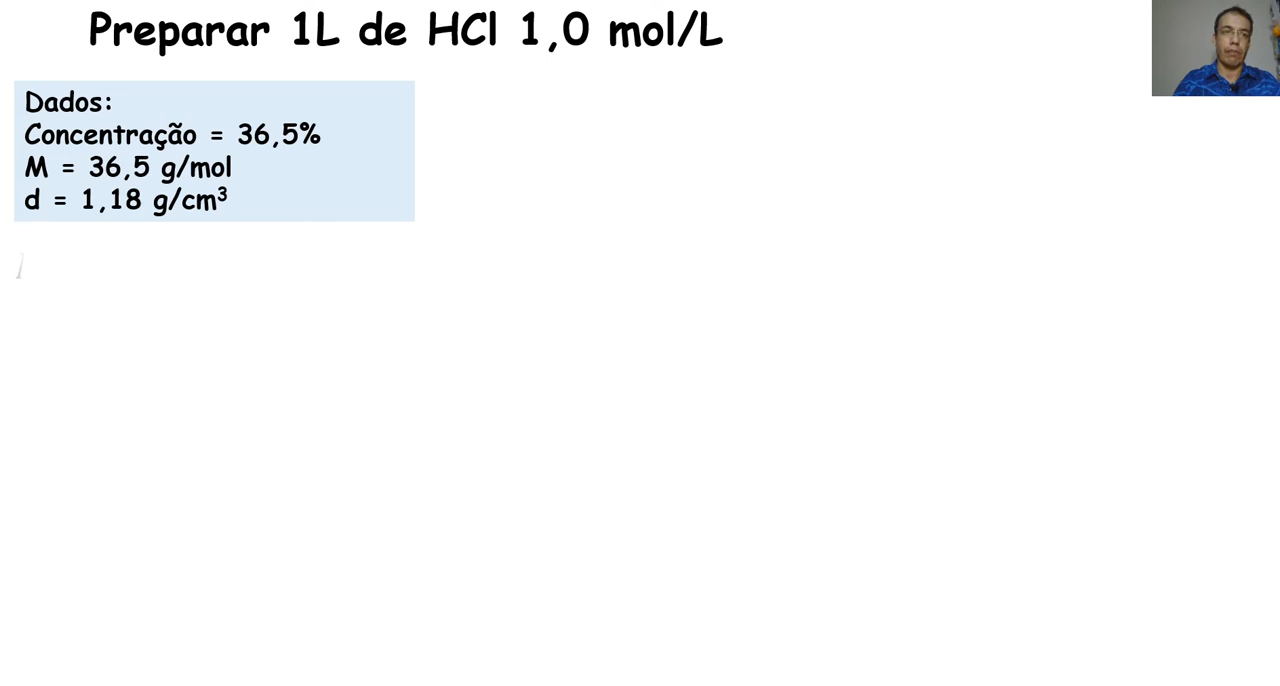 Preparar 1L de HCl 1,0 mol/L
Dados:
Concentração = 36,5%
M = 36,5 g/mol
d = 1,18 g/cm³